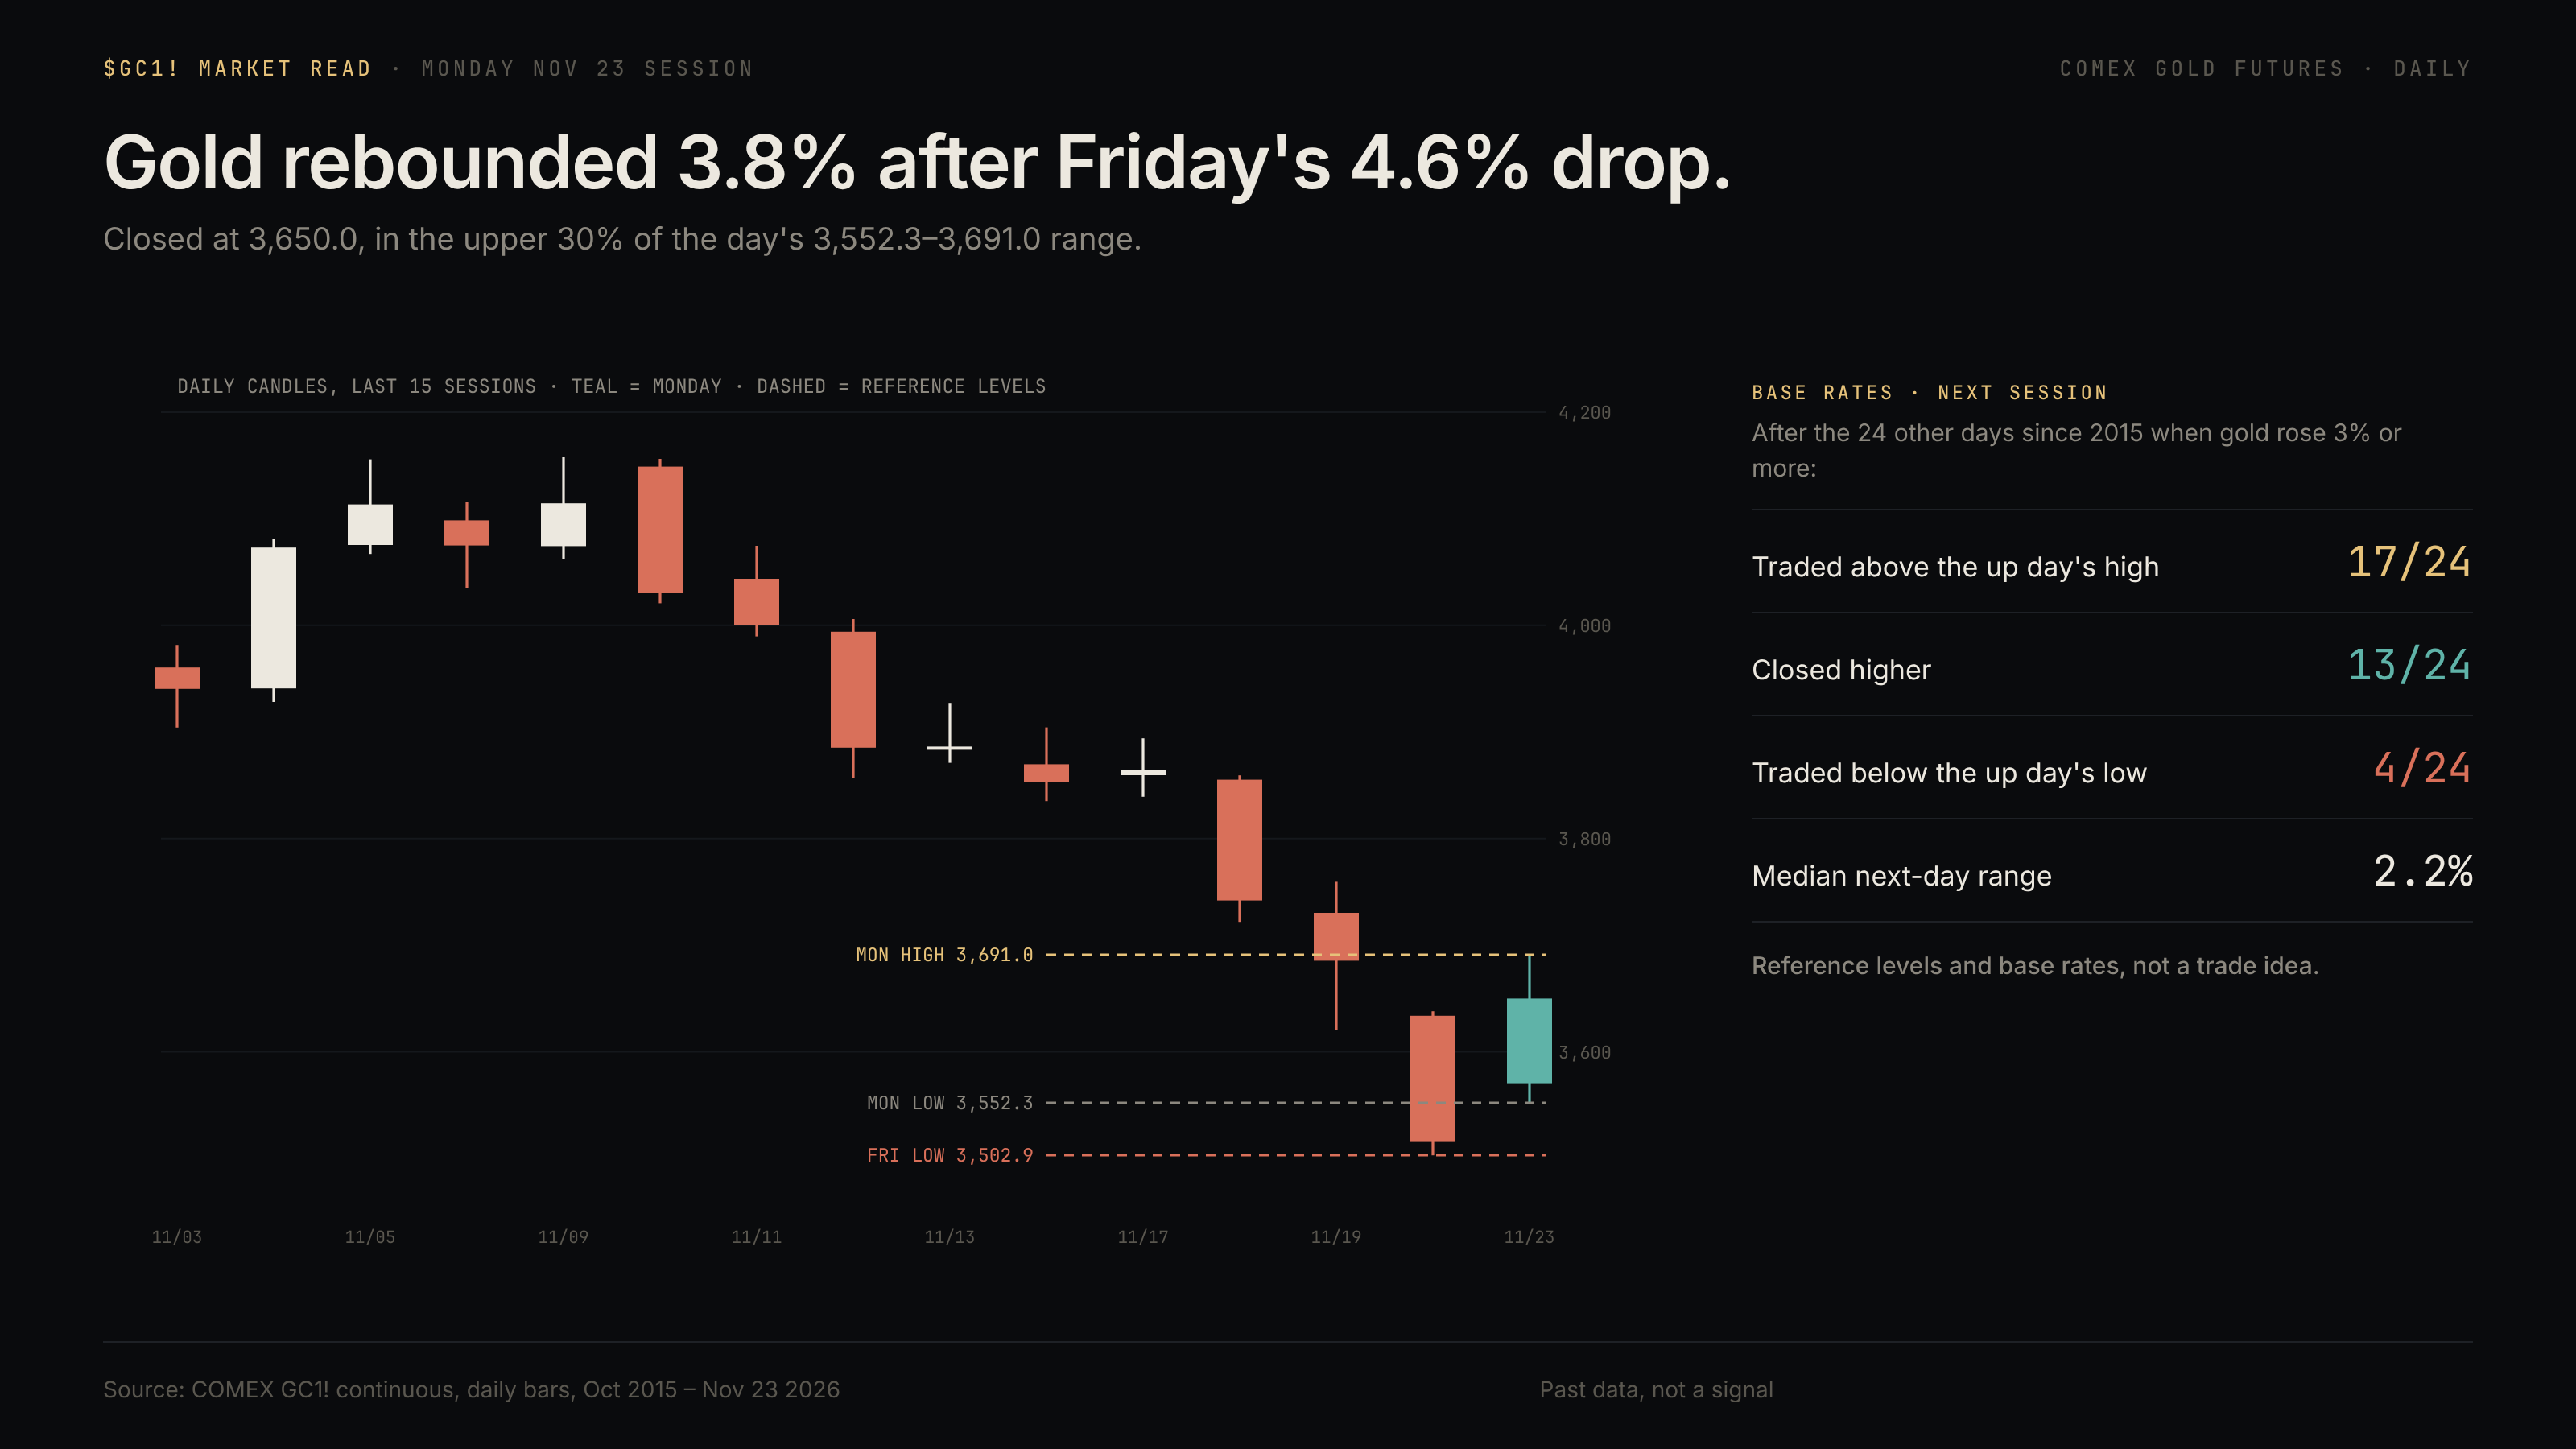 $GC1! MARKET READ · MONDAY NOV 23 SESSION
COMEX GOLD FUTURES · DAILY
Gold rebounded 3.8% after Friday's 4.6% drop.
Closed at 3,650.0, in the upper 30% of the day's 3,552.3–3,691.0 range.
DAILY CANDLES, LAST 15 SESSIONS · TEAL = MONDAY · DASHED = REFERENCE LEVELS
4,200
4,000
3,800
3,600
MON HIGH 3,691.0
MON LOW 3,552.3
FRI LOW 3,502.9
11/03
11/05
11/09
11/11
11/13
11/17
11/19
11/23
BASE RATES · NEXT SESSION
After the 24 other days since 2015 when gold rose 3% or
more:
Traded above the up day's high 17/24
Closed higher 13/24
Traded below the up day's low 4/24
Median next-day range 2.2%
Reference levels and base rates, not a trade idea.
Source: COMEX GC1! continuous, daily bars, Oct 2015 – Nov 23 2026
Past data, not a signal